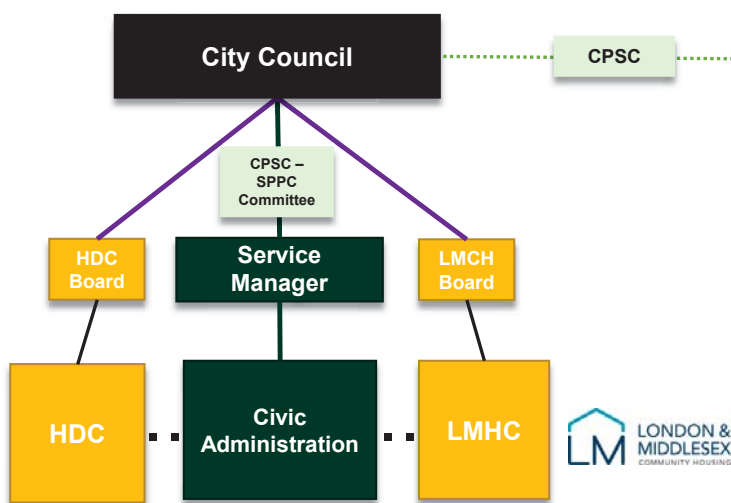 City Council
CPSC
CPSC –
SPPC
Committee
HDC
Board
Service
Manager
LMCH
Board
HDC
Civic
Administration
LMHC
LM
LONDON &
MIDDLESEX
COMMUNITY HOUSING